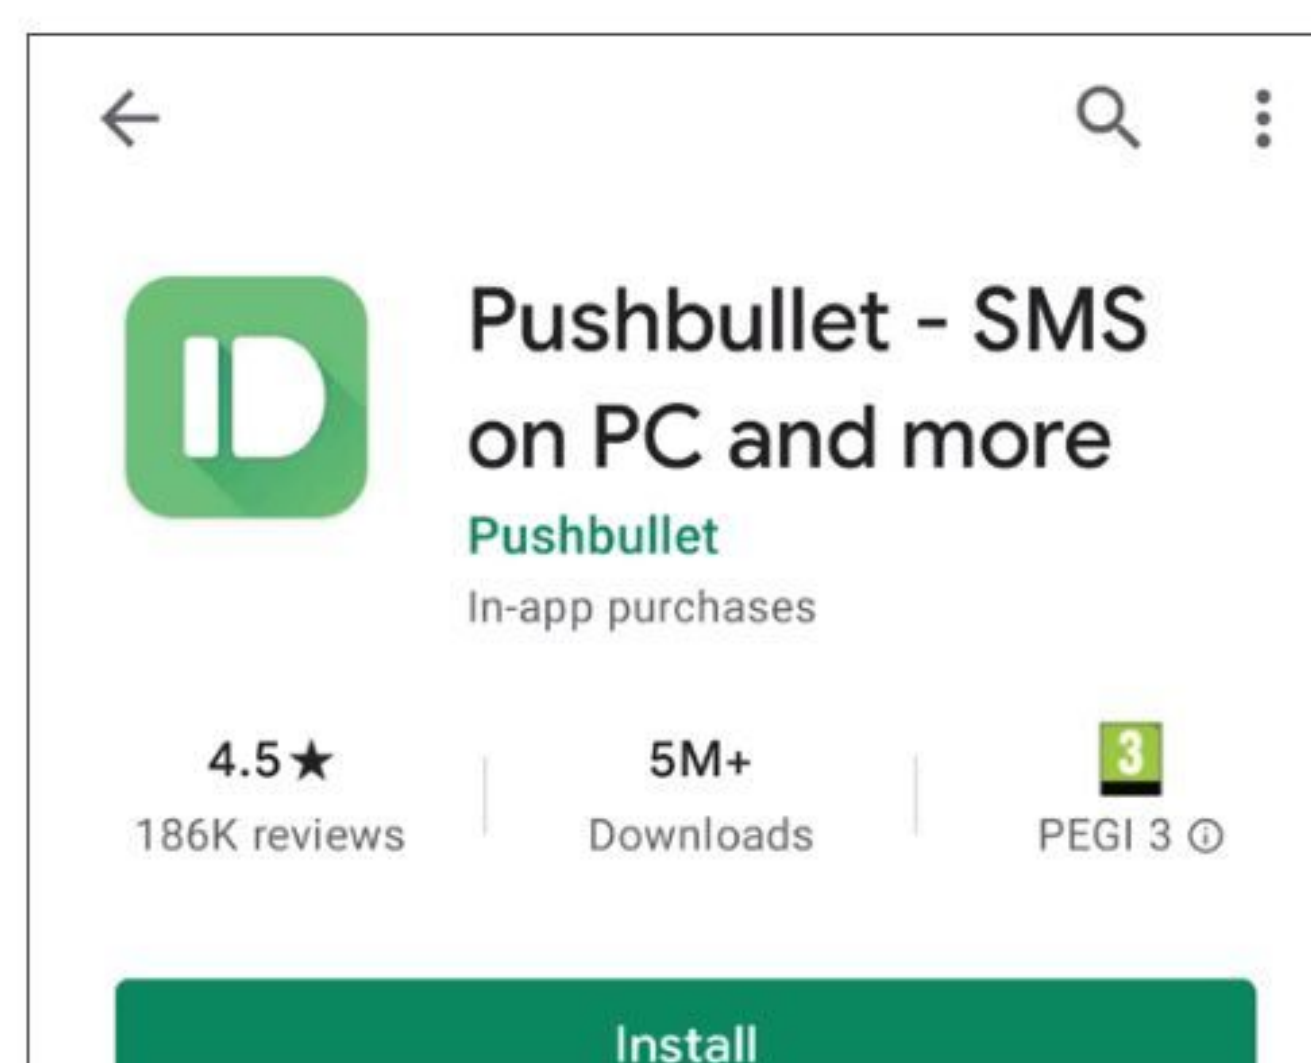 Pushbullet - SMS
on PC and more
Pushbullet
In-app purchases
4.5★
5M+
3
186K reviews
Downloads
PEGI 3
Install